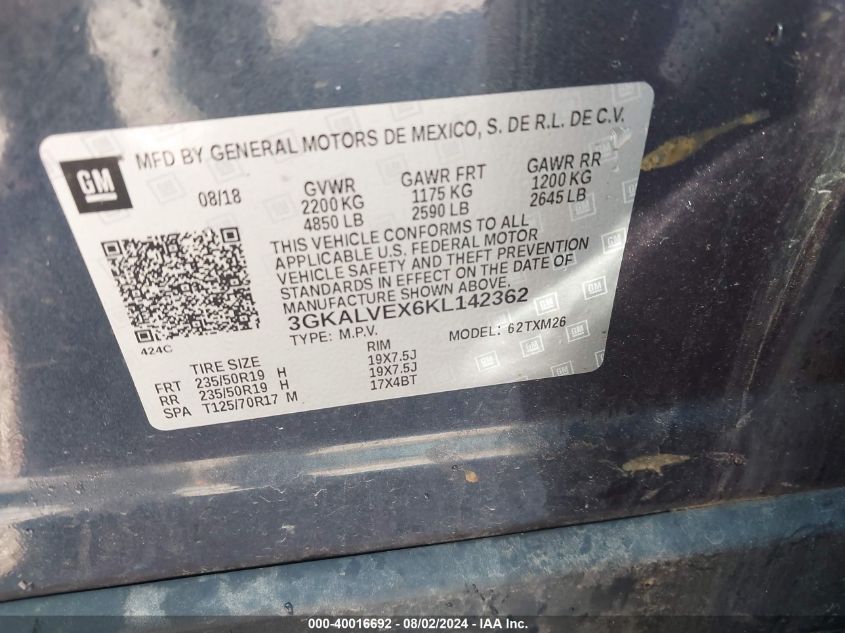 MFD BY GENERAL MOTORS DE MEXICO, S. DE R.L. DE C.V.
GM
08/18
GVWR GAWR FRT GAWR RR
2200 KG 1175 KG 1200 KG
4850 LB 2590 LB 2645 LB
THIS VEHICLE CONFORMS TO ALL
APPLICABLE U.S. FEDERAL MOTOR
VEHICLE SAFETY AND THEFT PREVENTION
STANDARDS IN EFFECT ON THE DATE OF
MANUFACTURE SHOWN ABOVE.
3GKALVEX6KL142362
TYPE: M.P.V. MODEL: 62TXM26
424C
TIRE SIZE RIM
FRT 235/50R19 H 19X7.5J
RR 235/50R19 H 19X7.5J
SPA T125/70R17 M 17X4BT
000-40016692 - 08/02/2024 - IAA Inc.